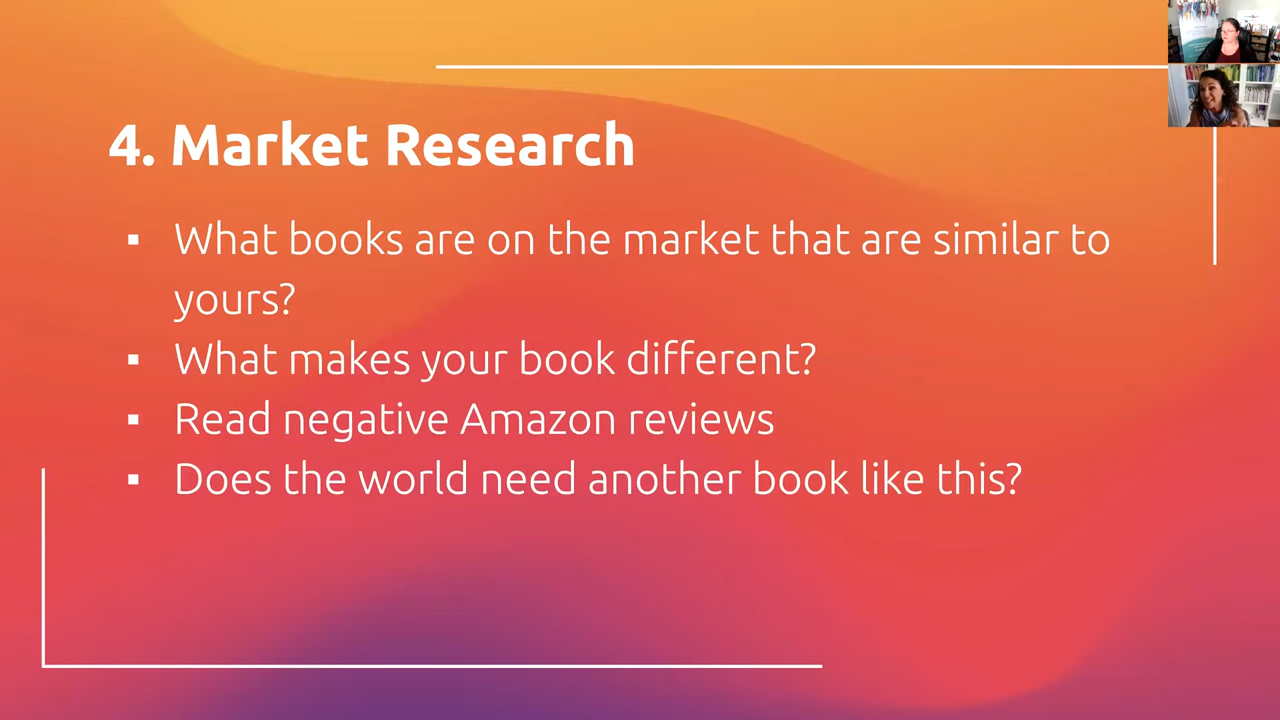 4. Market Research
▪ What books are on the market that are similar to
yours?
▪ What makes your book different?
▪ Read negative Amazon reviews
▪ Does the world need another book like this?